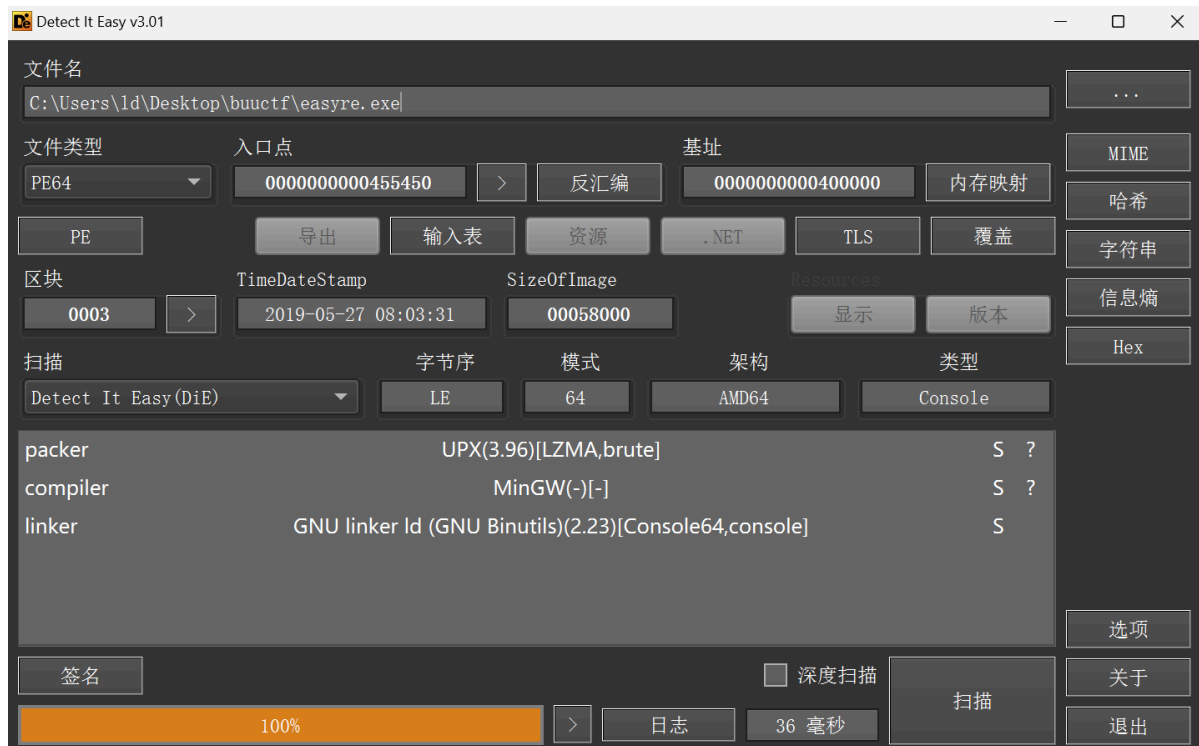 Detect It Easy v3.01
文件名
C:\Users\ld\Desktop\buuctf\easyre.exe
...
文件类型 入口点 基址
PE64 0000000000455450 > 反汇编 0000000000400000 内存映射
MIME
哈希
PE 导出 输入表 资源 .NET TLS 覆盖
字符串
区块 TimeDateStamp SizeOfImage Resources
0003 > 2019-05-27 08:03:31 00058000 显示 版本
信息熵
Hex
扫描 字节序 模式 架构 类型
Detect It Easy(DiE) LE 64 AMD64 Console
packer UPX(3.96)[LZMA,brute] S ?
compiler MinGW(-)[-] S ?
linker GNU linker ld (GNU Binutils)(2.23)[Console64,console] S
选项
签名 深度扫描 扫描 关于
100% > 日志 36 毫秒 退出